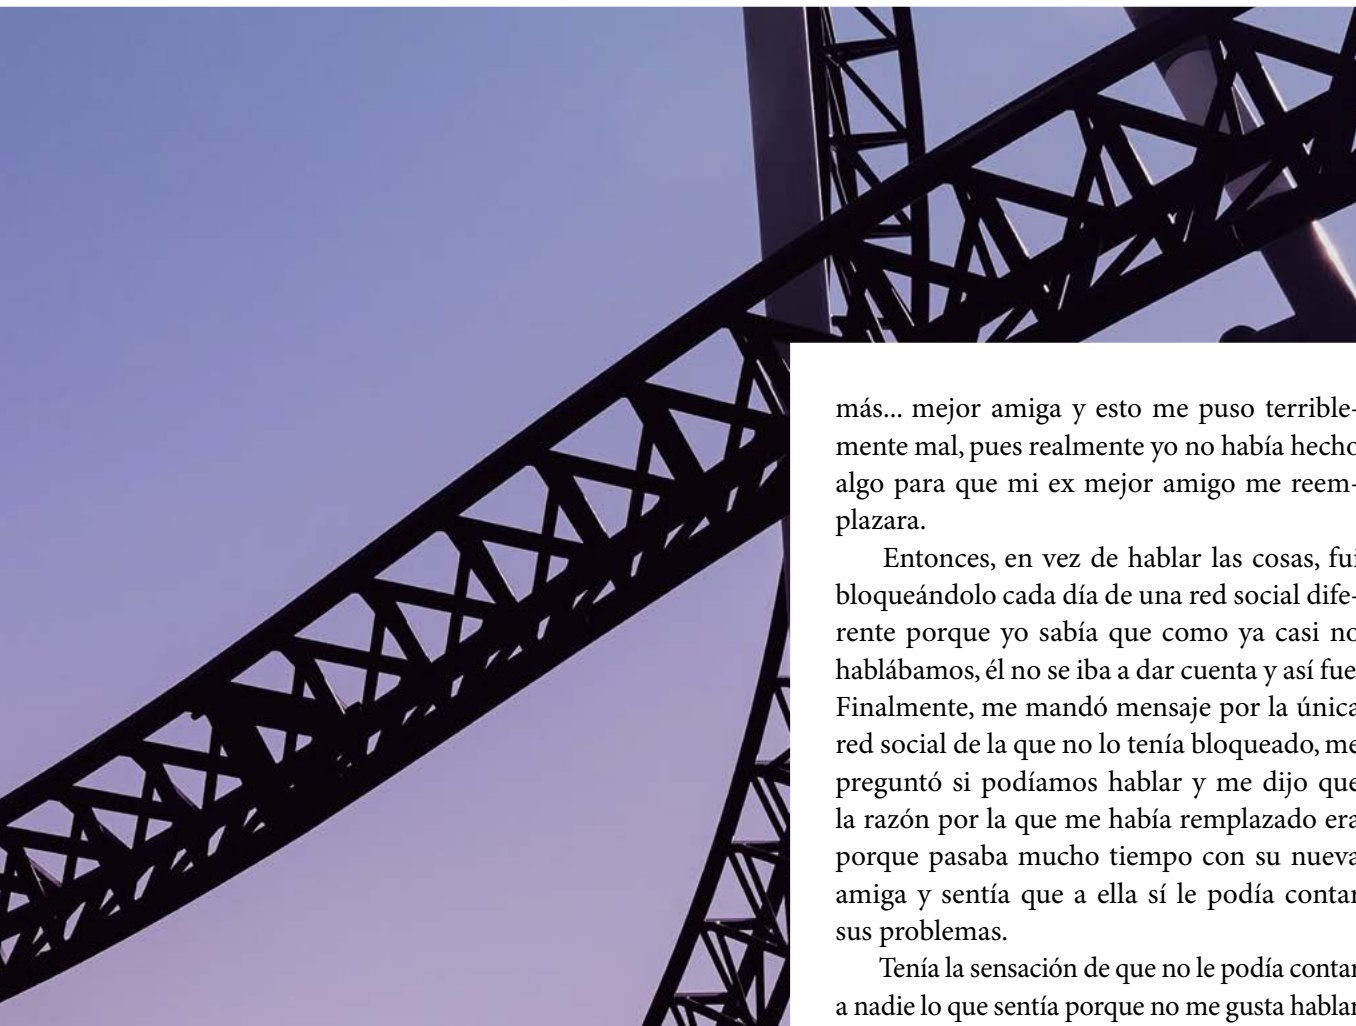 más... mejor amiga y esto me puso terrible-
mente mal, pues realmente yo no había hecho
algo para que mi ex mejor amigo me reem-
plazara.
Entonces, en vez de hablar las cosas, fui
bloqueándolo cada día de una red social dife-
rente porque yo sabía que como ya casi no
hablábamos, él no se iba a dar cuenta y así fue
Finalmente, me mandó mensaje por la única
red social de la que no lo tenía bloqueado, me
preguntó si podíamos hablar y me dijo que
la razón por la que me había remplazado era
porque pasaba mucho tiempo con su nueva
amiga y sentía que a ella sí le podía contar
sus problemas.
Tenía la sensación de que no le podía contar
a nadie lo que sentía porque no me gusta hablar